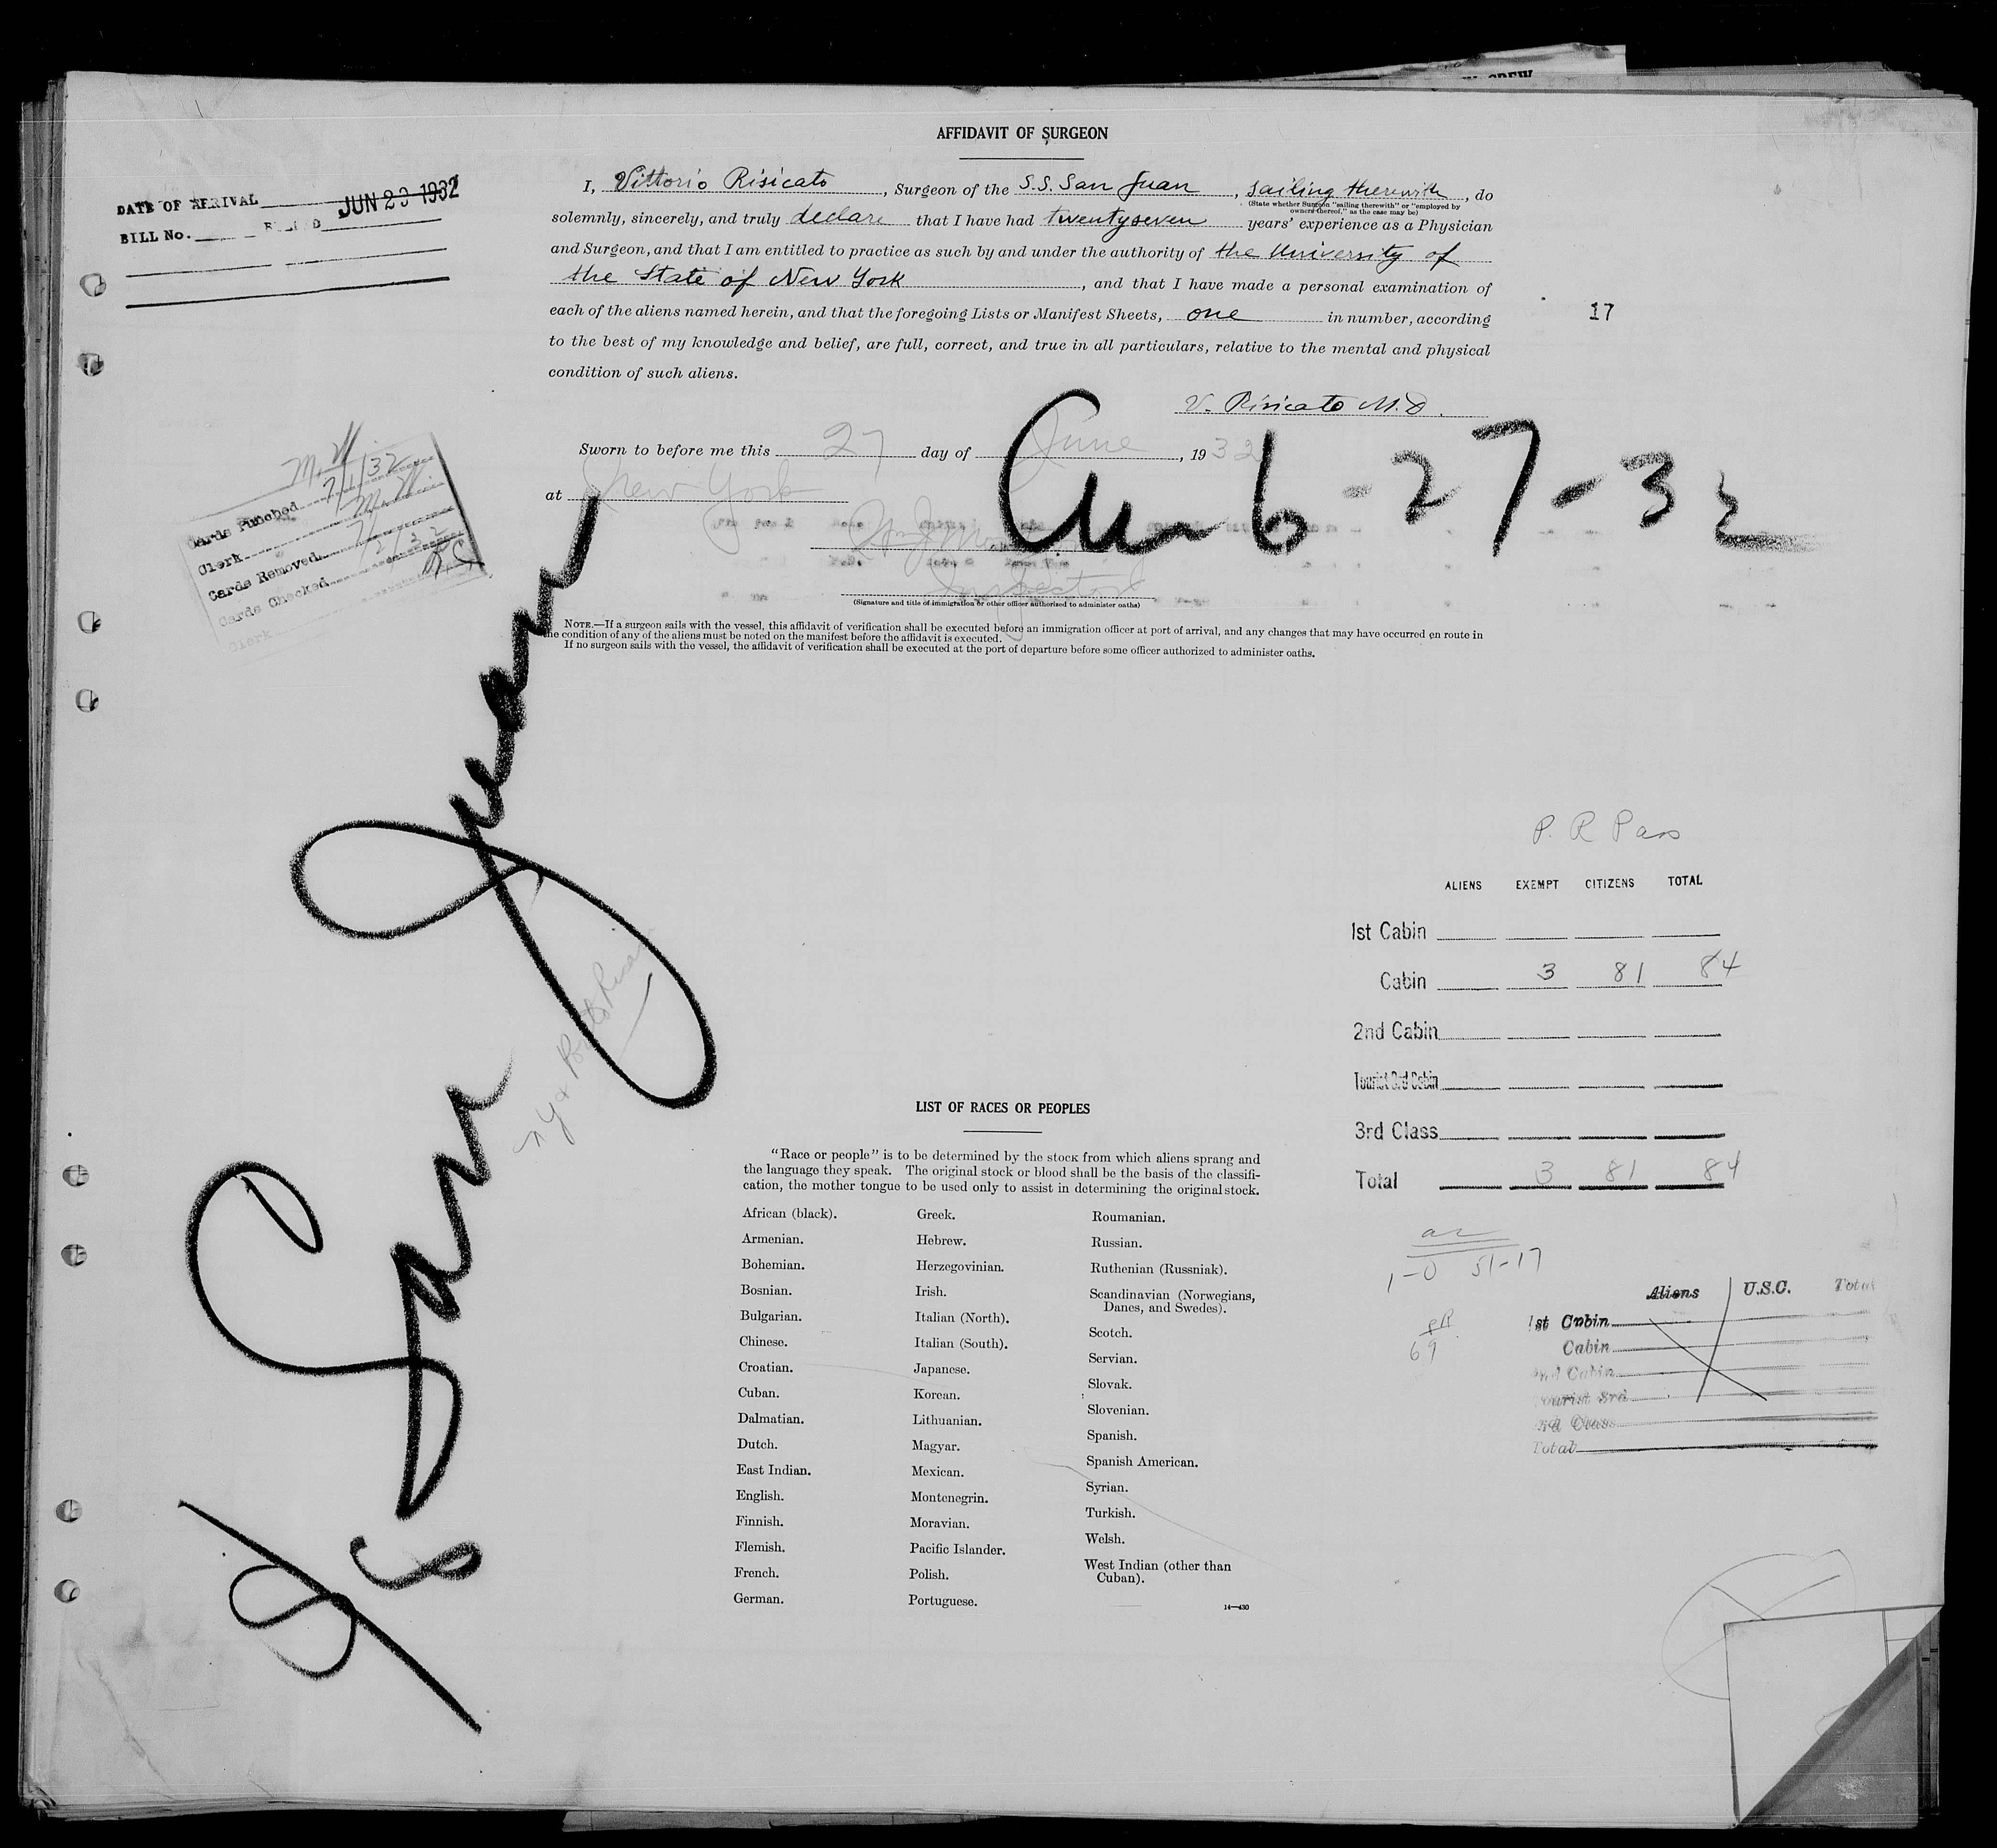 CREW
AFFIDAVIT OF SURGEON
DATE OF ARRIVAL JUN 29 1932
BILL No.
I, Vittorio Risicato, Surgeon of the S.S. San Juan, sailing therewith, do
(State whether Surgeon "sailing therewith" or "employed by
owners thereof," as the case may be)
solemnly, sincerely, and truly declare that I have had twentyseven years' experience as a Physician
and Surgeon, and that I am entitled to practice as such by and under the authority of the University of
the State of New York, and that I have made a personal examination of
each of the aliens named herein, and that the foregoing Lists or Manifest Sheets, one in number, according
17
to the best of my knowledge and belief, are full, correct, and true in all particulars, relative to the mental and physical
condition of such aliens.
V. Risicato M.D.
Sworn to before me this 27 day of June, 1932
at New York
6-27-32
Inspector
(Signature and title of immigration or other officer authorized to administer oaths)
Cards Punched 7/1/32
Clerk M.W.
Cards Removed
Cards Checked 7/2/32
Clerk
NOTE.—If a surgeon sails with the vessel, this affidavit of verification shall be executed before an immigration officer at port of arrival, and any changes that may have occurred en route in
the condition of any of the aliens must be noted on the manifest before the affidavit is executed.
If no surgeon sails with the vessel, the affidavit of verification shall be executed at the port of departure before some officer authorized to administer oaths.
San Juan
P. R Pass
ALIENS EXEMPT CITIZENS TOTAL
1st Cabin
Cabin 3 81 84
2nd Cabin
Tourist 3rd Cabin
3rd Class
Total 3 81 84
1-0 51-17
PR
69
Aliens U.S.C. Total
1st Cabin
Cabin
2nd Cabin
Tourist 3rd
3rd Class
Total
LIST OF RACES OR PEOPLES
"Race or people" is to be determined by the stock from which aliens sprang and
the language they speak. The original stock or blood shall be the basis of the classifi-
cation, the mother tongue to be used only to assist in determining the original stock.
African (black).
Armenian.
Bohemian.
Bosnian.
Bulgarian.
Chinese.
Croatian.
Cuban.
Dalmatian.
Dutch.
East Indian.
English.
Finnish.
Flemish.
French.
German.
Greek.
Hebrew.
Herzegovinian.
Irish.
Italian (North).
Italian (South).
Japanese.
Korean.
Lithuanian.
Magyar.
Mexican.
Montenegrin.
Moravian.
Pacific Islander.
Polish.
Portuguese.
Roumanian.
Russian.
Ruthenian (Russniak).
Scandinavian (Norwegians,
Danes, and Swedes).
Scotch.
Servian.
Slovak.
Slovenian.
Spanish.
Spanish American.
Syrian.
Turkish.
Welsh.
West Indian (other than
Cuban).
14—430